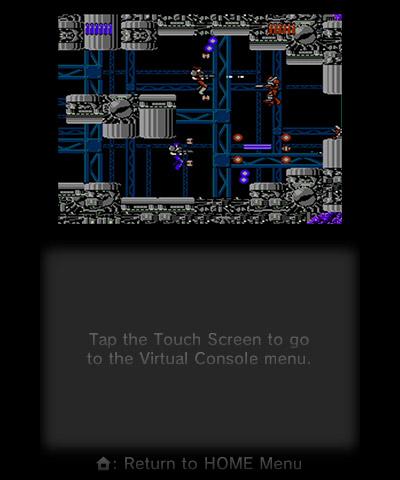 Tap the Touch Screen to go
to the Virtual Console menu.
: Return to HOME Menu